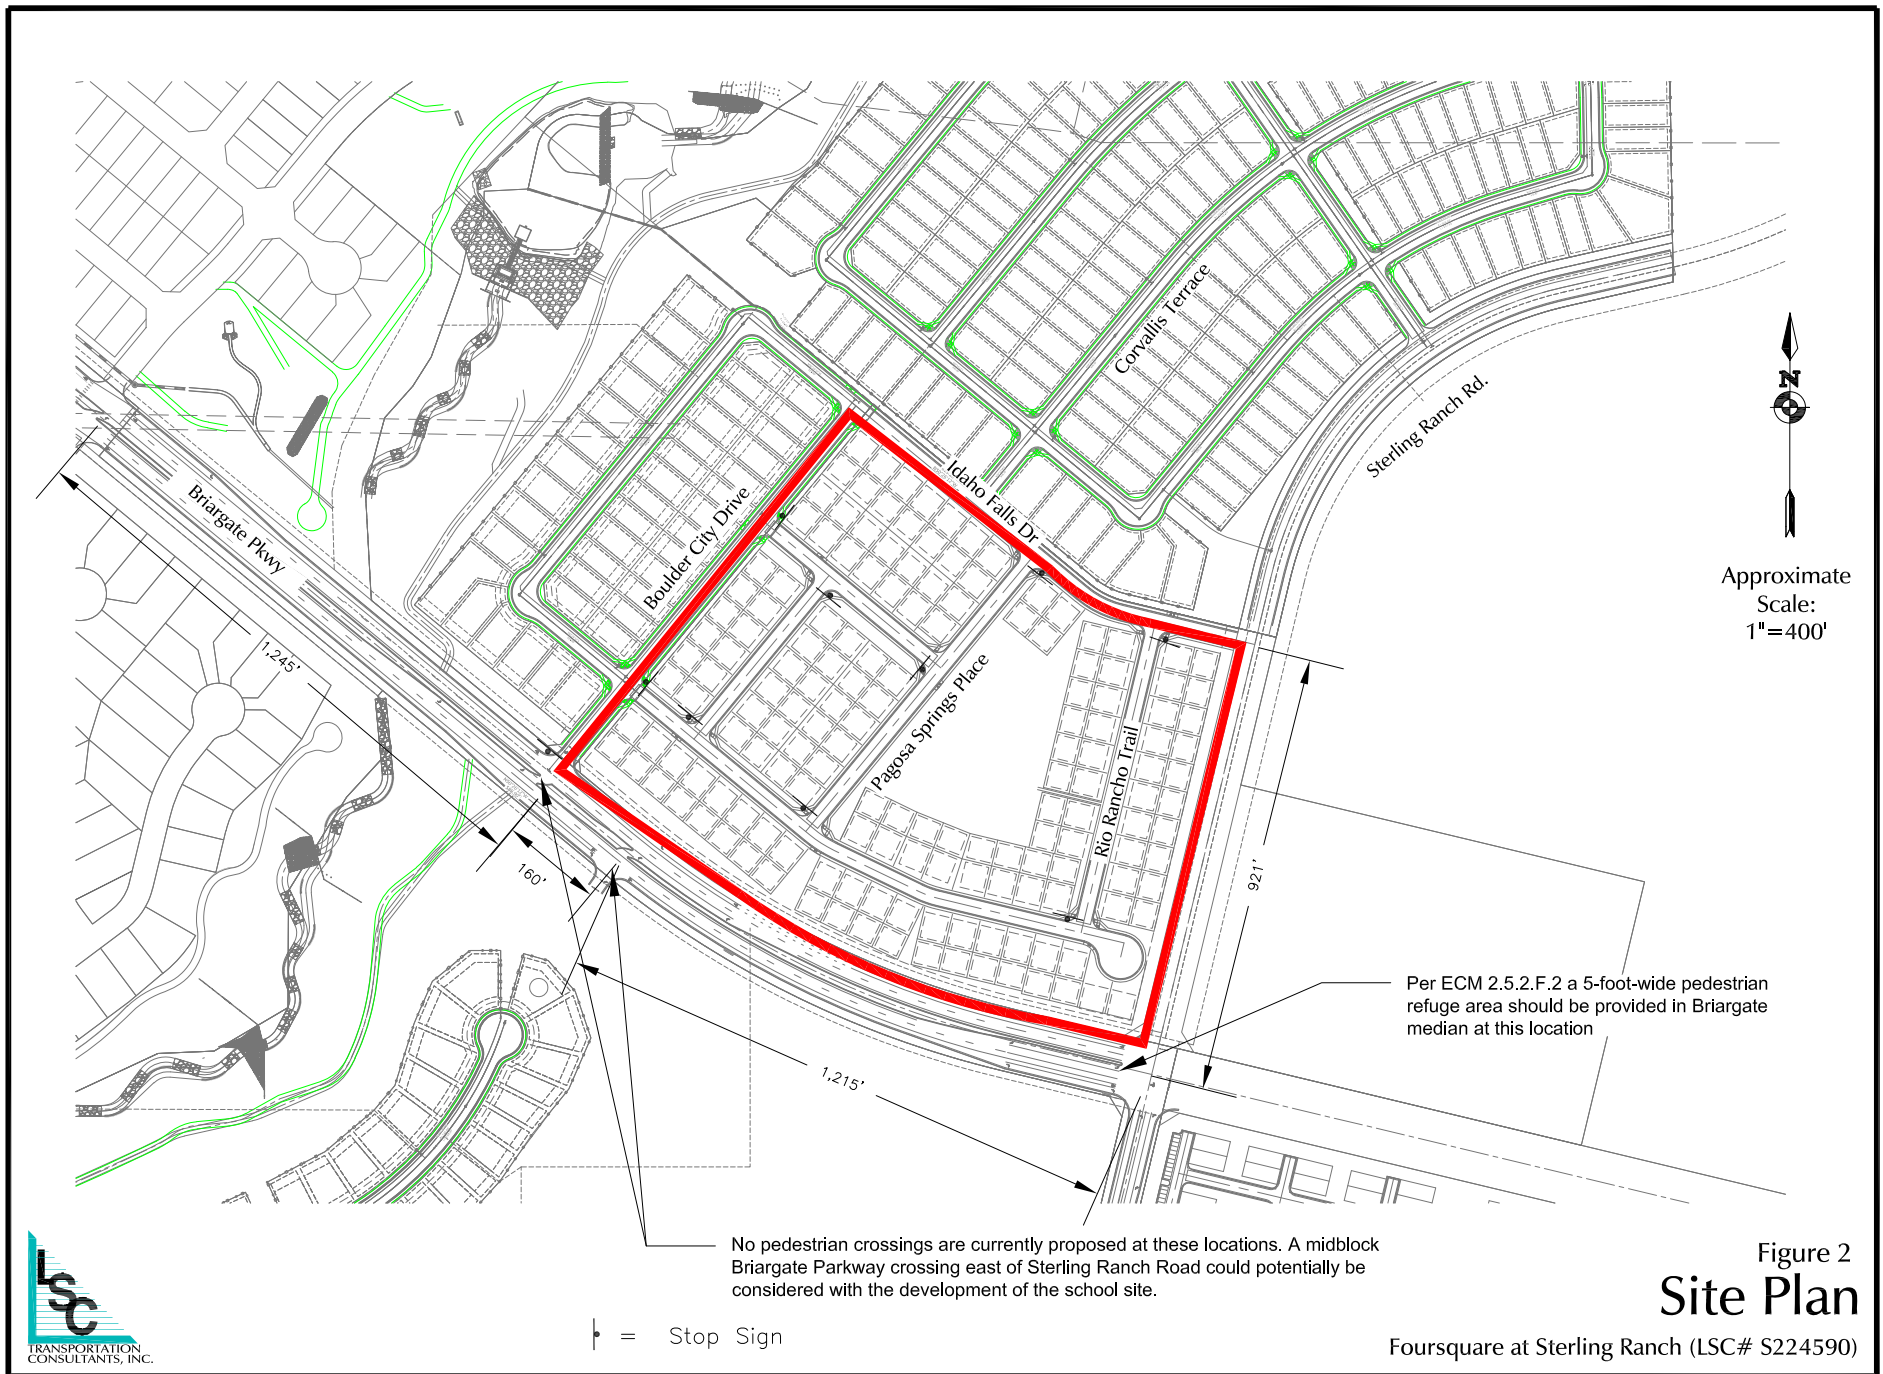 Corvallis Terrace
Sterling Ranch Rd.
N
Idaho Falls Dr
Briargate Pkwy
Boulder City Drive
Approximate
Scale:
1"=400'
1,245'
Pagosa Springs Place
Rio Rancho Trail
160'
921'
Per ECM 2.5.2.F.2 a 5-foot-wide pedestrian
refuge area should be provided in Briargate
median at this location
1,215'
No pedestrian crossings are currently proposed at these locations. A midblock
Briargate Parkway crossing east of Sterling Ranch Road could potentially be
considered with the development of the school site.
Figure 2
Site Plan
Foursquare at Sterling Ranch (LSC# S224590)
= Stop Sign
LSC
TRANSPORTATION
CONSULTANTS, INC.